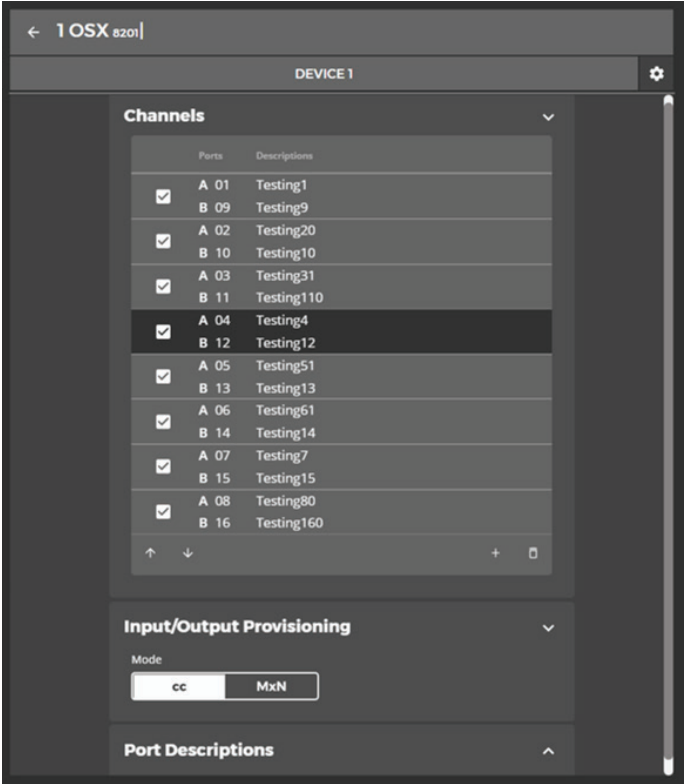 1 OSX 8201
DEVICE 1
Channels
Ports Descriptions
A 01 Testing1
B 09 Testing9
A 02 Testing20
B 10 Testing10
A 03 Testing31
B 11 Testing110
A 04 Testing4
B 12 Testing12
A 05 Testing51
B 13 Testing13
A 06 Testing61
B 14 Testing14
A 07 Testing7
B 15 Testing15
A 08 Testing80
B 16 Testing160
Input/Output Provisioning
Mode
cc MxN
Port Descriptions